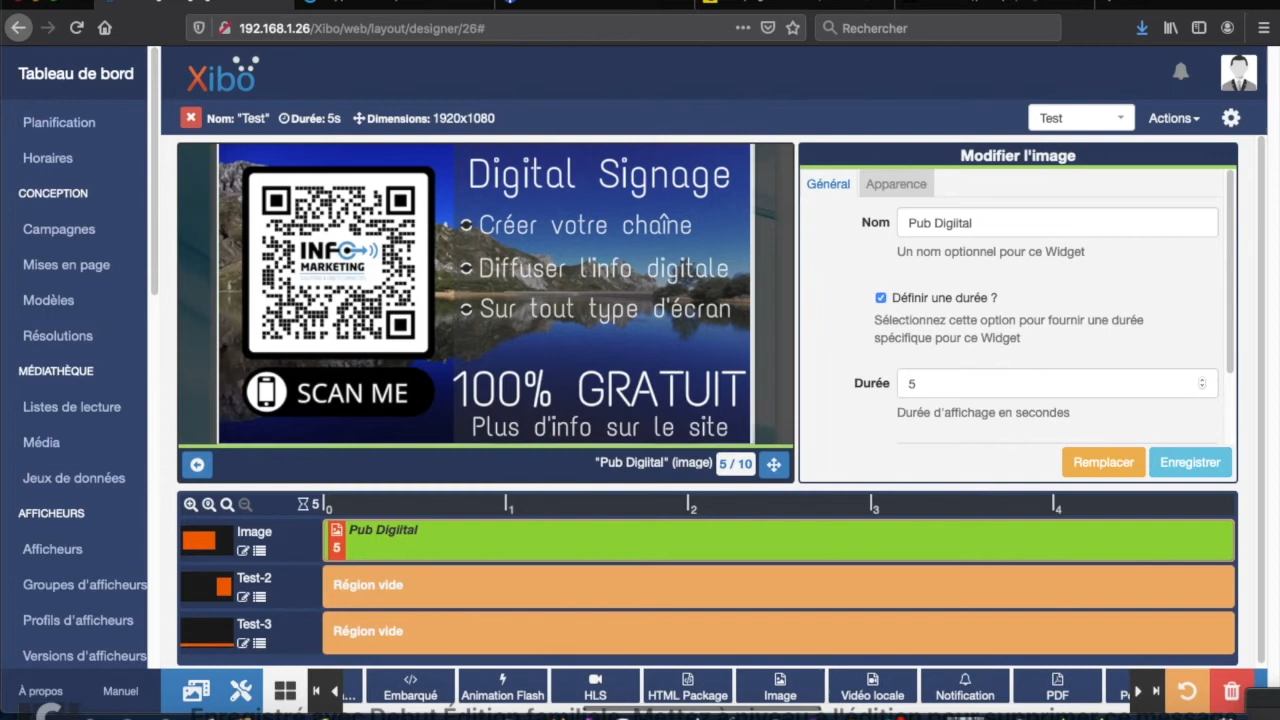 192.168.1.26/Xibo/web/layout/designer/26#
Rechercher
Tableau de bord
Xibo
Nom: "Test" Durée: 5s Dimensions: 1920x1080
Test
Actions
Planification
Horaires
CONCEPTION
Campagnes
Mises en page
Modèles
Résolutions
MÉDIATHÈQUE
Listes de lecture
Média
Jeux de données
AFFICHEURS
Afficheurs
Groupes d'afficheurs
Profils d'afficheurs
Versions d'afficheurs
À propos
Manuel
Digital Signage
Créer votre chaîne
Diffuser l'info digitale
Sur tout type d'écran
INFO
MARKETING
SCAN ME
100% GRATUIT
Plus d'info sur le site
"Pub Digiital" (image) 5 / 10
Modifier l'image
Général
Apparence
Nom
Pub Digiital
Un nom optionnel pour ce Widget
Définir une durée ?
Sélectionnez cette option pour fournir une durée
spécifique pour ce Widget
Durée
5
Durée d'affichage en secondes
Remplacer
Enregistrer
5
0
1
2
3
4
Image
Pub Digiital
5
Test-2
Région vide
Test-3
Région vide
...
Embarqué
Animation Flash
HLS
HTML Package
Image
Vidéo locale
Notification
PDF